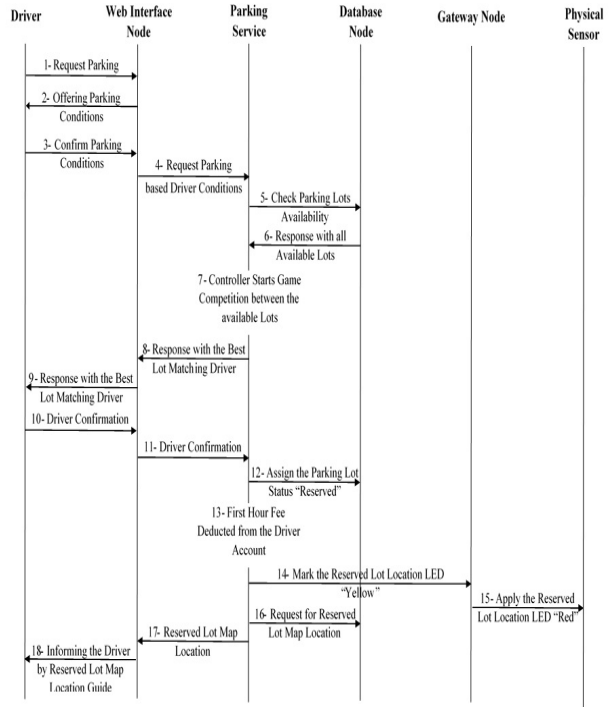 Driver
Web Interface
Node
Parking
Service
Database
Node
Gateway Node
Physical
Sensor
1- Request Parking
2- Offering Parking
Conditions
3- Confirm Parking
Conditions
4- Request Parking
based Driver Conditions
5- Check Parking Lots
Availability
6- Response with all
Available Lots
7- Controller Starts Game
Competition between the
available Lots
8- Response with the Best
Lot Matching Driver
9- Response with the Best
Lot Matching Driver
10- Driver Confirmation
11- Driver Confirmation
12- Assign the Parking Lot
Status “Reserved”
13- First Hour Fee
Deducted from the Driver
Account
14- Mark the Reserved Lot Location LED
“Yellow”
15- Apply the Reserved
Lot Location LED “Red”
16- Request for Reserved
Lot Map Location
17- Reserved Lot Map
Location
18- Informing the Driver
by Reserved Lot Map
Location Guide